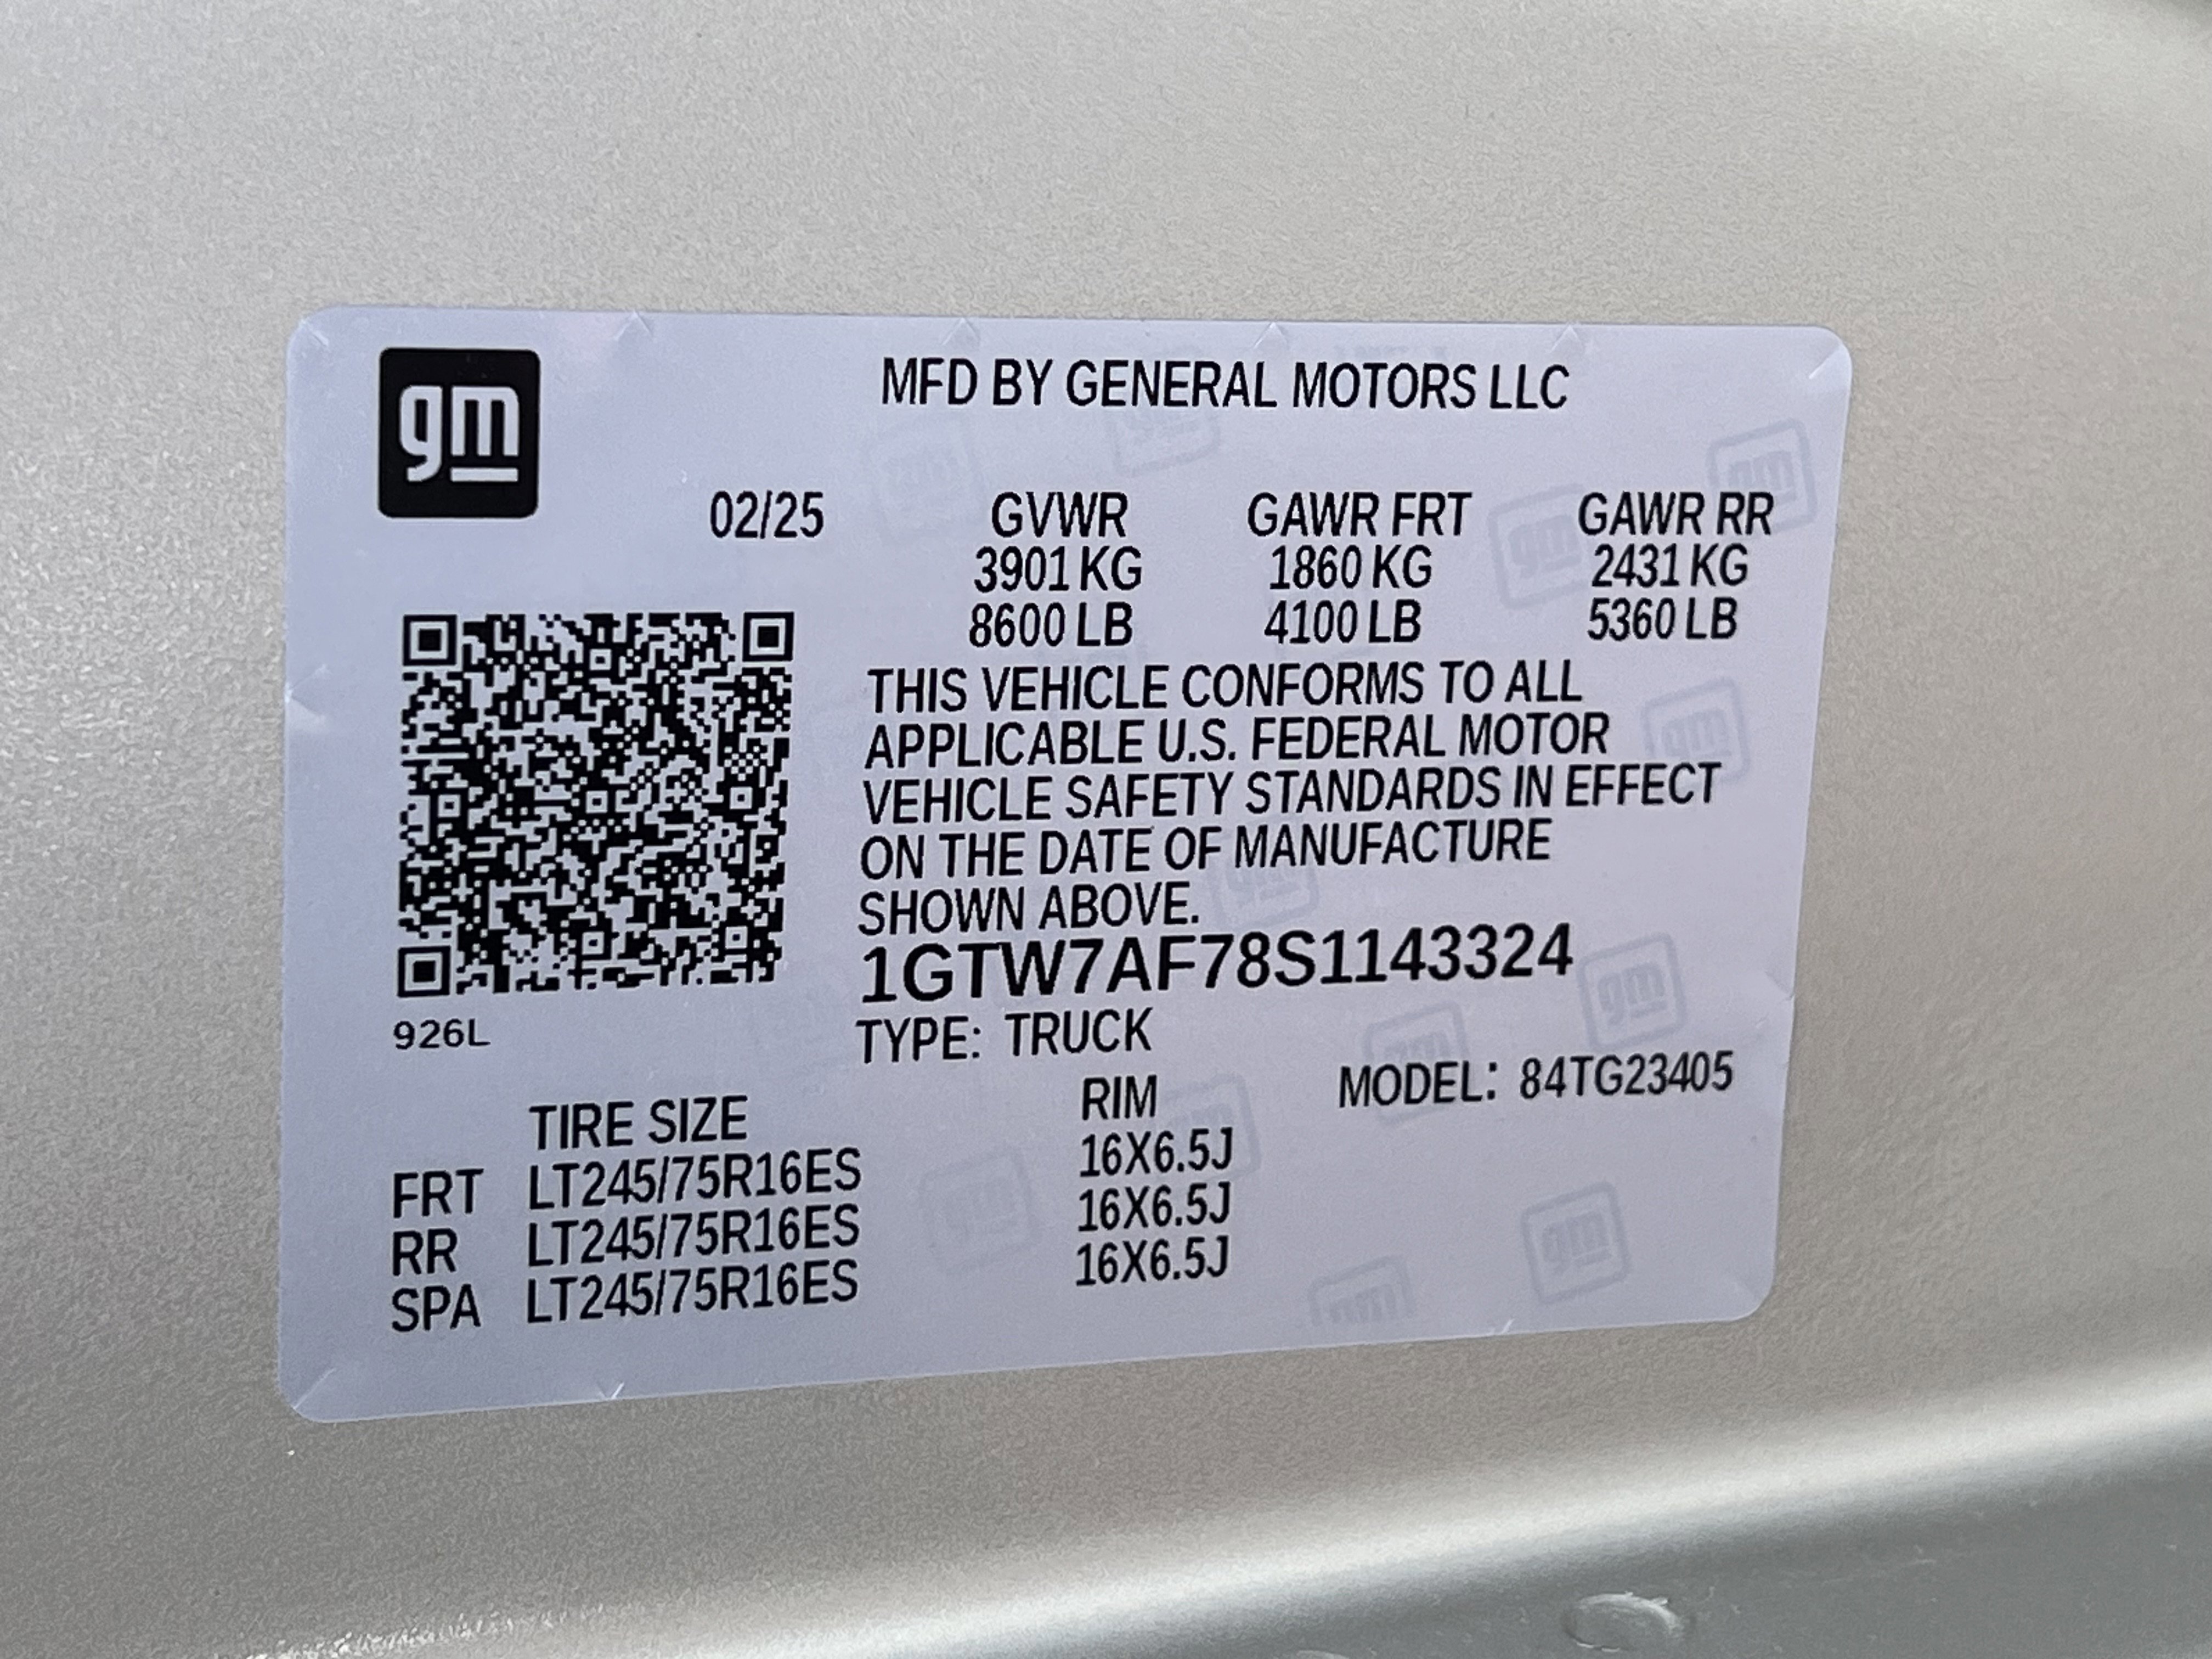 gm
MFD BY GENERAL MOTORS LLC
02/25 GVWR GAWR FRT GAWR RR
3901 KG 1860 KG 2431 KG
8600 LB 4100 LB 5360 LB
THIS VEHICLE CONFORMS TO ALL
APPLICABLE U.S. FEDERAL MOTOR
VEHICLE SAFETY STANDARDS IN EFFECT
ON THE DATE OF MANUFACTURE
SHOWN ABOVE.
1GTW7AF78S1143324
926L
TYPE: TRUCK
MODEL: 84TG23405
TIRE SIZE RIM
FRT LT245/75R16ES 16X6.5J
RR LT245/75R16ES 16X6.5J
SPA LT245/75R16ES 16X6.5J